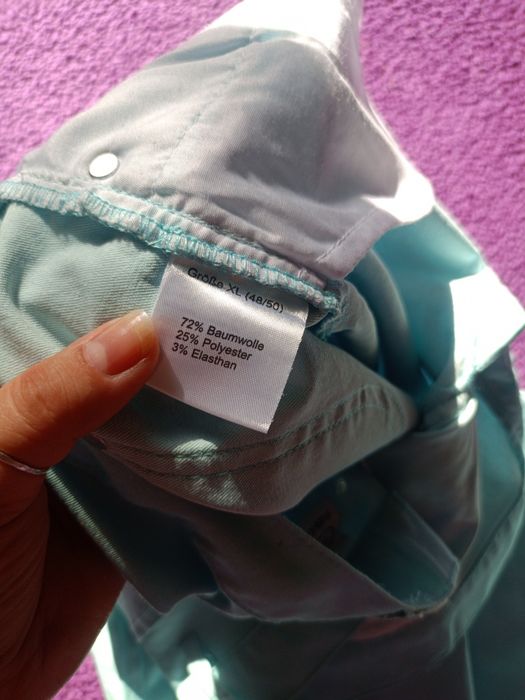 Größe XL (48/50)
72% Baumwolle
25% Polyester
3% Elasthan